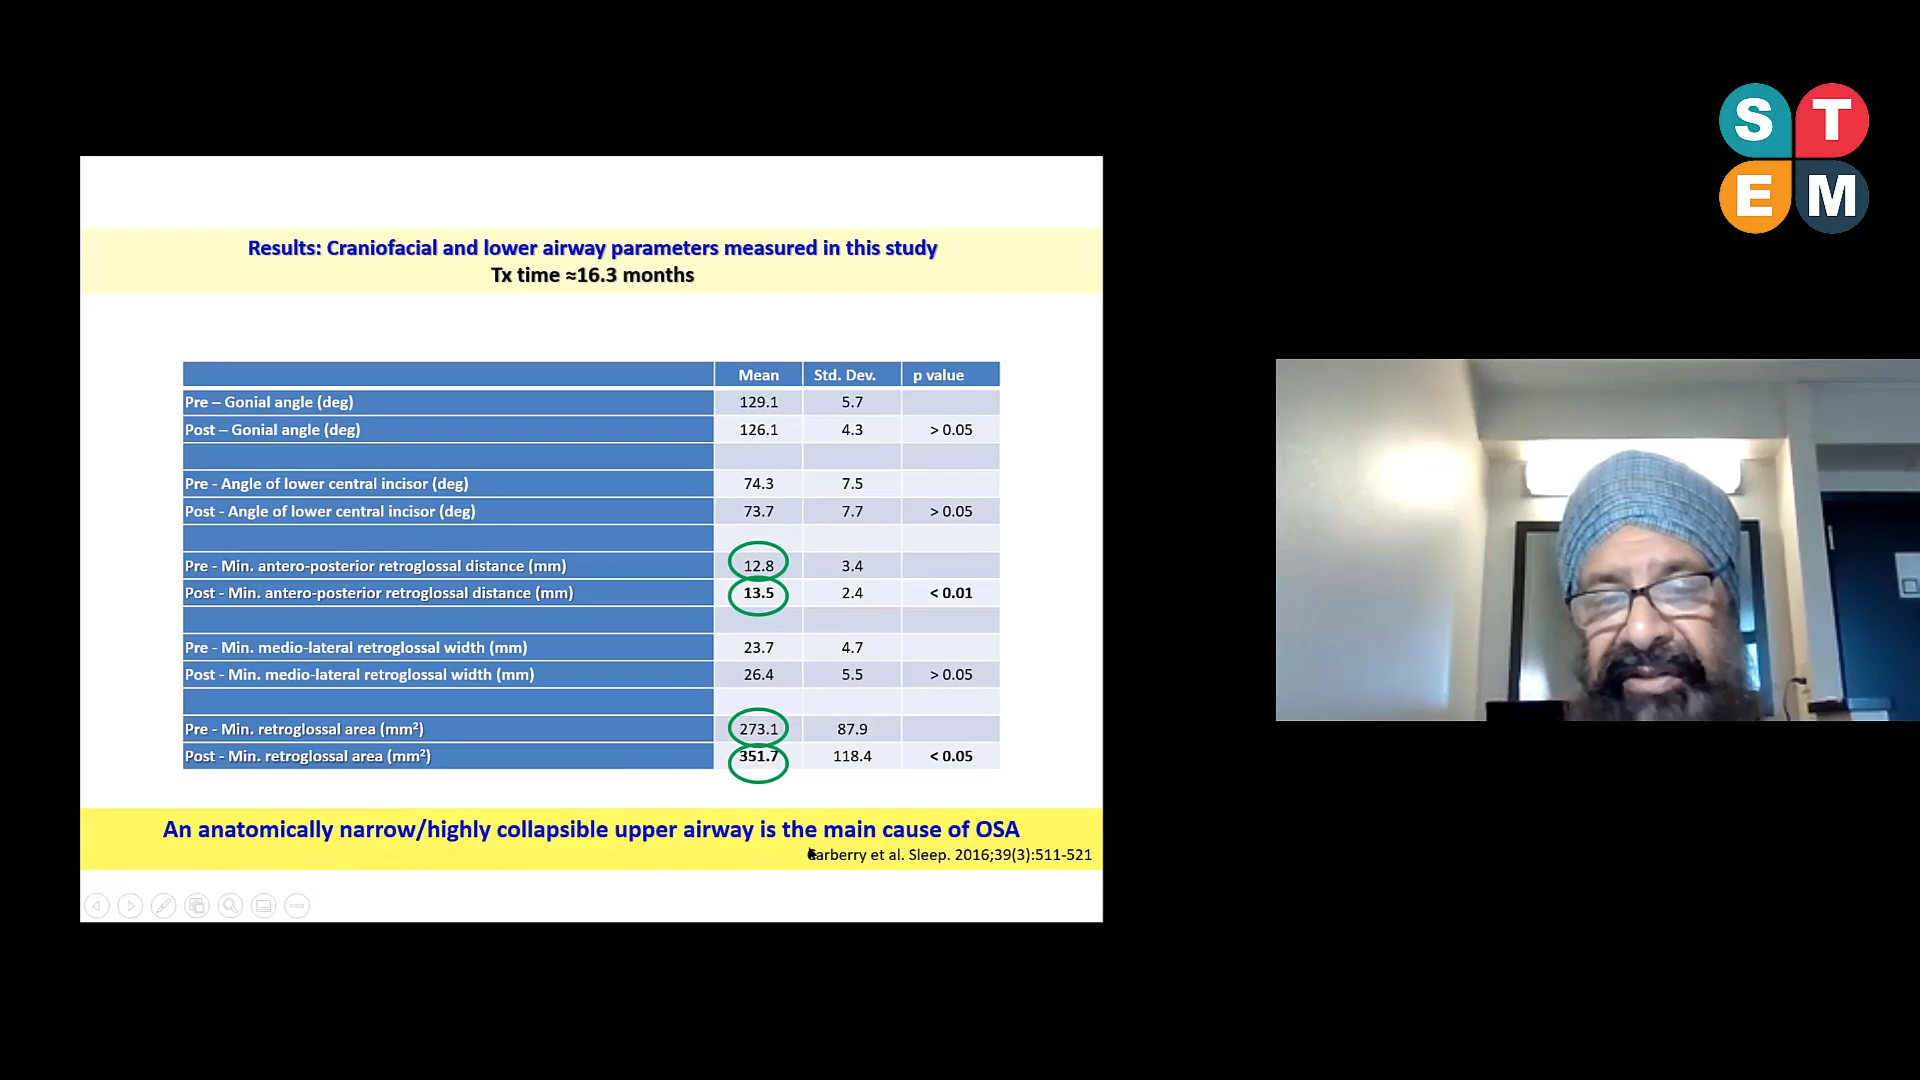 S T
E M
Results: Craniofacial and lower airway parameters measured in this study
Tx time ≈16.3 months
Mean Std. Dev. p value
Pre – Gonial angle (deg) 129.1 5.7
Post – Gonial angle (deg) 126.1 4.3 > 0.05
Pre - Angle of lower central incisor (deg) 74.3 7.5
Post - Angle of lower central incisor (deg) 73.7 7.7 > 0.05
Pre - Min. antero-posterior retroglossal distance (mm) 12.8 3.4
Post - Min. antero-posterior retroglossal distance (mm) 13.5 2.4 < 0.01
Pre - Min. medio-lateral retroglossal width (mm) 23.7 4.7
Post - Min. medio-lateral retroglossal width (mm) 26.4 5.5 > 0.05
Pre - Min. retroglossal area (mm²) 273.1 87.9
Post - Min. retroglossal area (mm²) 351.7 118.4 < 0.05
An anatomically narrow/highly collapsible upper airway is the main cause of OSA
et al. Sleep. 2016;39(3):511-521